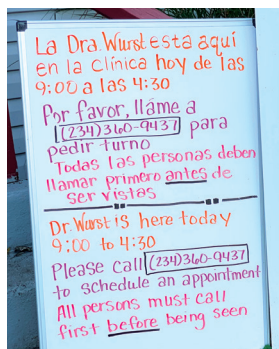 La Dra. Wurst esta aquí
en la clínica hoy de las
9:00 a las 4:30
Por favor, lláme a
(234)360-9437 para
pedir turno
Todas las personas deben
llamar primero antes de
ser vistas
Dr. Wurst is here today
9:00 to 4:30
Please call (234)360-9437
to schedule an appointment
All persons must call
first before being seen